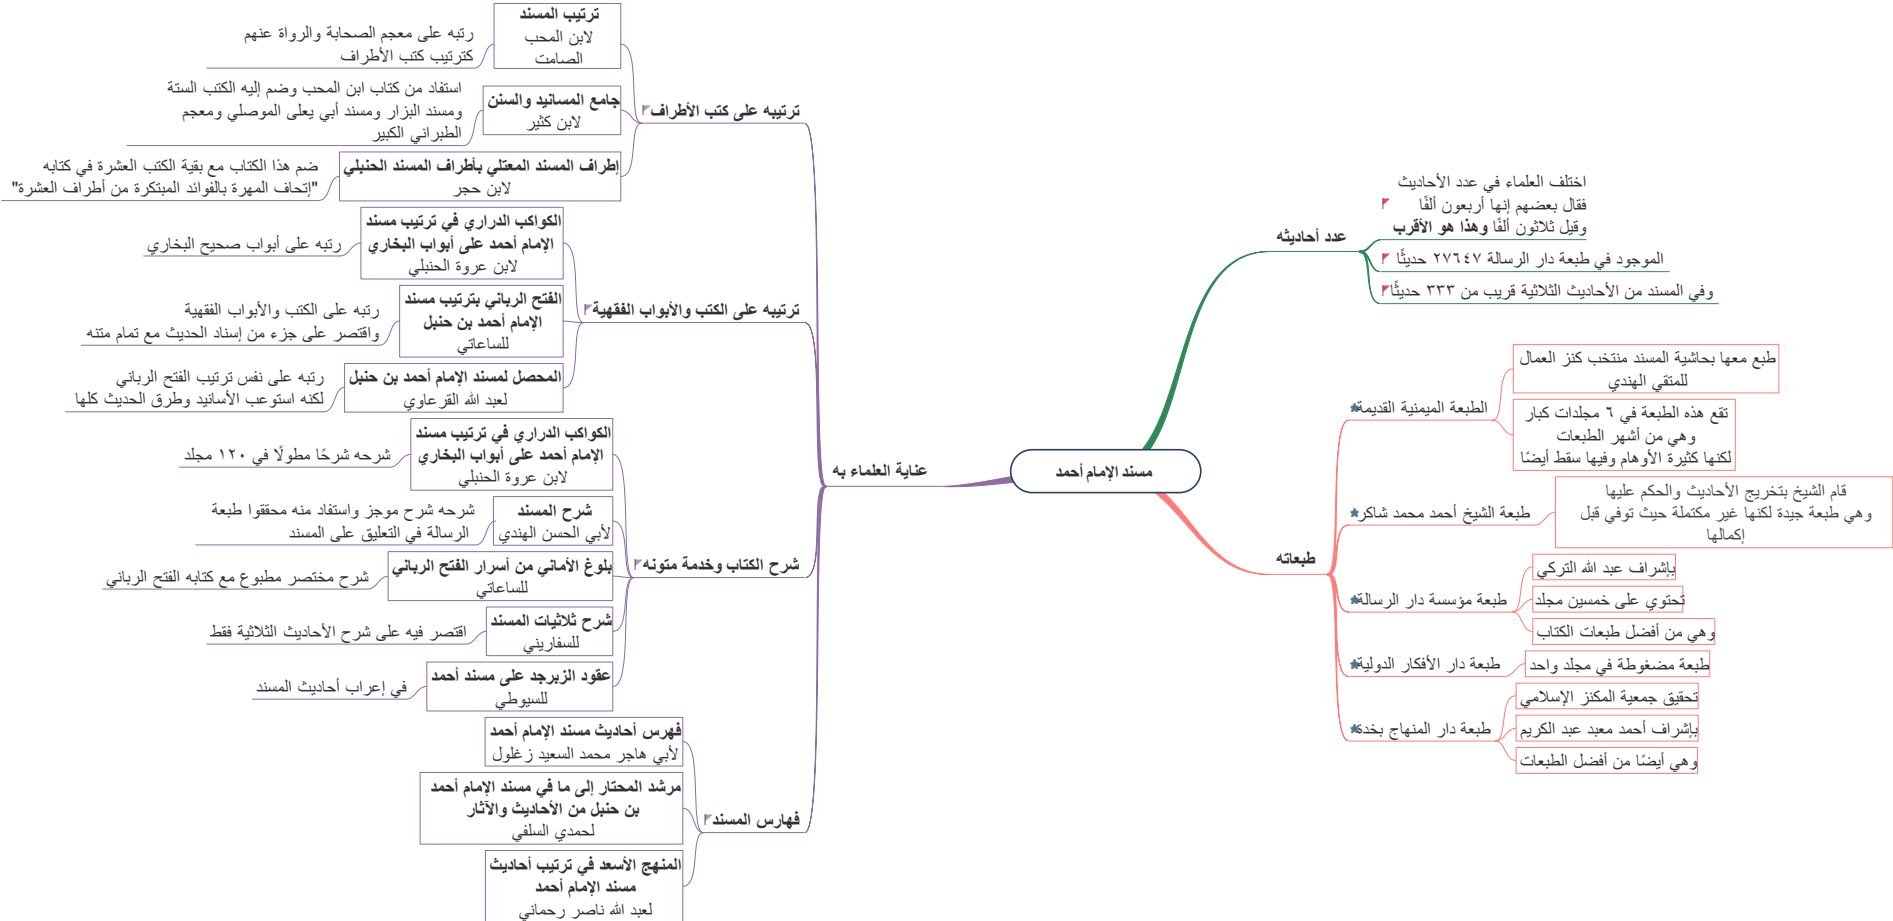 مسند الإمام أحمد
عدد أحاديثه
اختلف العلماء في عدد الأحاديث
فقال بعضهم إنها أربعون ألفًا
وقيل ثلاثون ألفًا وهذا هو الأقرب
الموجود في طبعة دار الرسالة ٢٧٦٤٧ حديثًا
وفي المسند من الأحاديث الثلاثية قريب من ٣٣٣ حديثًا
طبعاته
الطبعة الميمنية القديمة
طبع معها بحاشية المسند منتخب كنز العمال
للمتقي الهندي
تقع هذه الطبعة في ٦ مجلدات كبار
وهي من أشهر الطبعات
لكنها كثيرة الأوهام وفيها سقط أيضًا
طبعة الشيخ أحمد محمد شاكر
قام الشيخ بتخريج الأحاديث والحكم عليها
وهي طبعة جيدة لكنها غير مكتملة حيث توفي قبل
إكمالها
طبعة مؤسسة دار الرسالة
بإشراف عبد الله التركي
تحتوي على خمسين مجلد
وهي من أفضل طبعات الكتاب
طبعة دار الأفكار الدولية
طبعة مضغوطة في مجلد واحد
طبعة دار المنهاج بخدة
تحقيق جمعية المكنز الإسلامي
بإشراف أحمد معبد عبد الكريم
وهي أيضًا من أفضل الطبعات
عناية العلماء به
ترتيبه على كتب الأطراف
ترتيب المسند
لابن المحب
الصامت
رتبه على معجم الصحابة والرواة عنهم
كترتيب كتب الأطراف
جامع المسانيد والسنن
لابن كثير
استفاد من كتاب ابن المحب وضم إليه الكتب الستة
ومسند البزار ومسند أبي يعلى الموصلي ومعجم
الطبراني الكبير
إطراف المسند المعتلي بأطراف المسند الحنبلي
لابن حجر
ضم هذا الكتاب مع بقية الكتب العشرة في كتابه
"إتحاف المهرة بالفوائد المبتكرة من أطراف العشرة"
ترتيبه على الكتب والأبواب الفقهية
الكواكب الدراري في ترتيب مسند
الإمام أحمد على أبواب البخاري
لابن عروة الحنبلي
رتبه على أبواب صحيح البخاري
الفتح الرباني بترتيب مسند
الإمام أحمد بن حنبل
للساعاتي
رتبه على الكتب والأبواب الفقهية
واقتصر على جزء من إسناد الحديث مع تمام متنه
المحصل لمسند الإمام أحمد بن حنبل
لعبد الله القرعاوي
رتبه على نفس ترتيب الفتح الرباني
لكنه استوعب الأسانيد وطرق الحديث كلها
شرح الكتاب وخدمة متونه
الكواكب الدراري في ترتيب مسند
الإمام أحمد على أبواب البخاري
لابن عروة الحنبلي
شرحه شرحًا مطولًا في ١٢٠ مجلد
شرح المسند
لأبي الحسن الهندي
شرحه شرح موجز واستفاد منه محققوا طبعة
الرسالة في التعليق على المسند
بلوغ الأماني من أسرار الفتح الرباني
للساعاتي
شرح مختصر مطبوع مع كتابه الفتح الرباني
شرح ثلاثيات المسند
للسفاريني
اقتصر فيه على شرح الأحاديث الثلاثية فقط
عقود الزبرجد على مسند أحمد
للسيوطي
في إعراب أحاديث المسند
فهارس المسند
فهرس أحاديث مسند الإمام أحمد
لأبي هاجر محمد السعيد زغلول
مرشد المحتار إلى ما في مسند الإمام أحمد
بن حنبل من الأحاديث والآثار
لحمدي السلفي
المنهج الأسعد في ترتيب أحاديث
مسند الإمام أحمد
لعبد الله ناصر رحماني